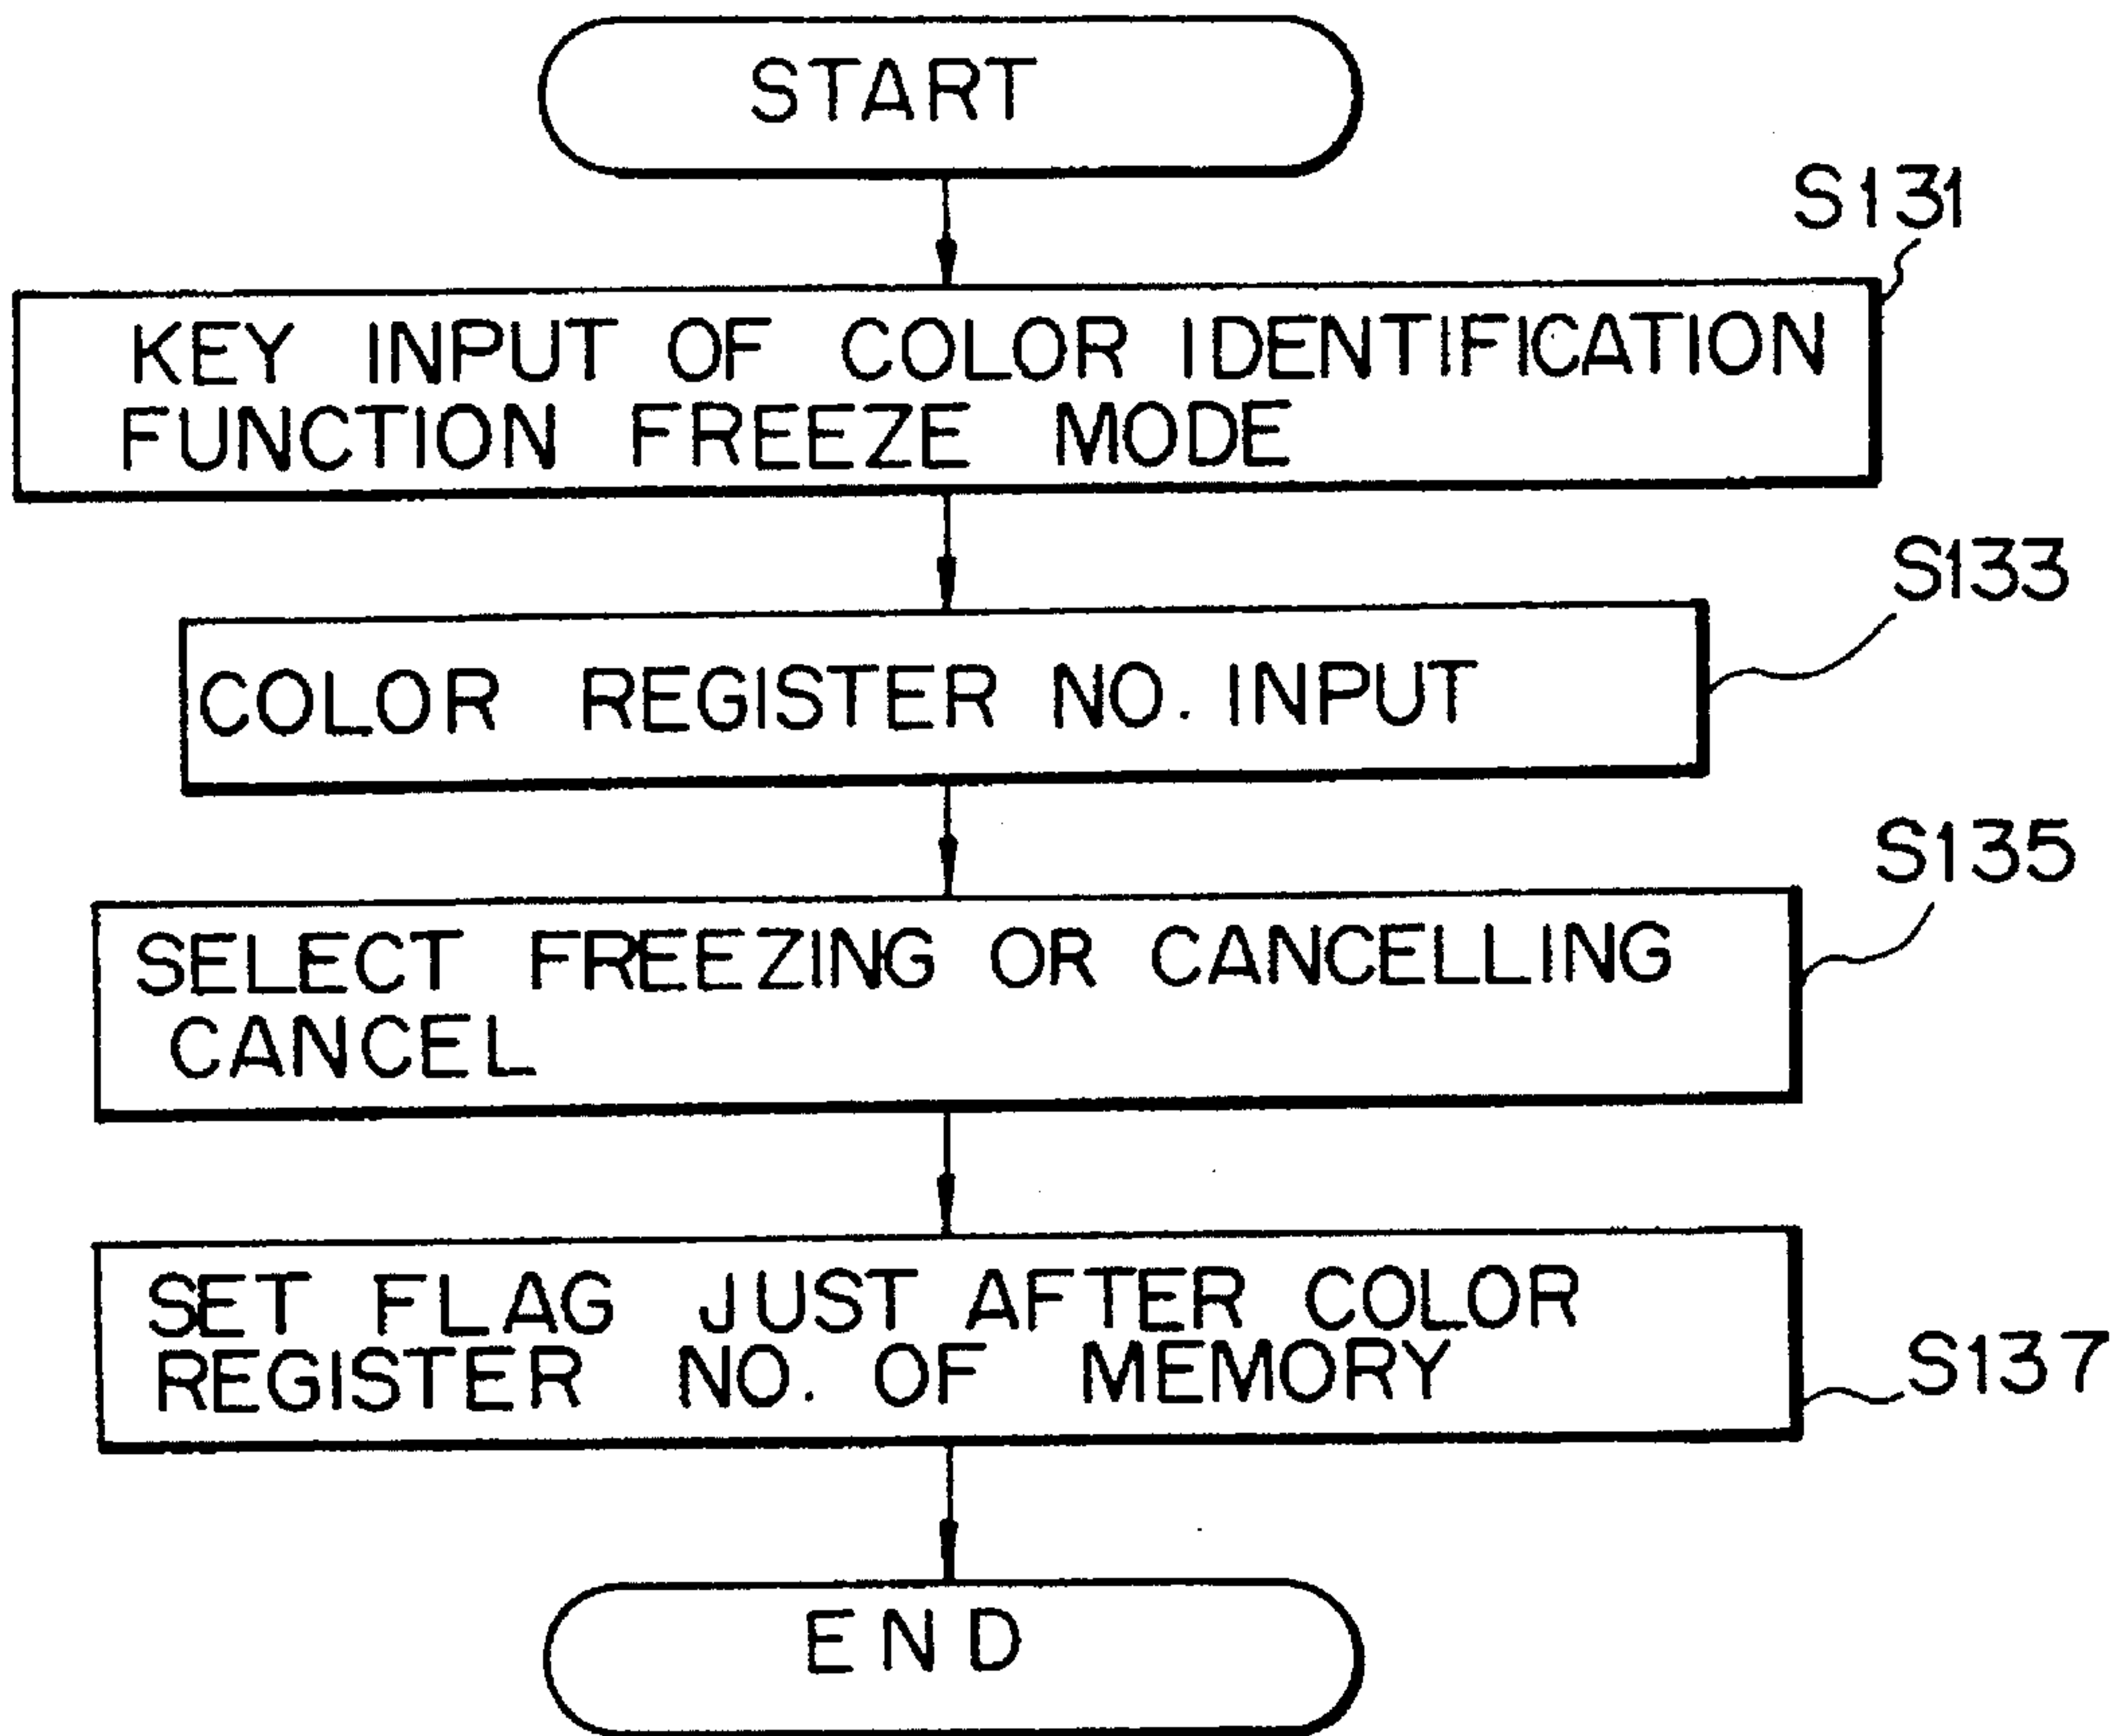 START
S131
KEY INPUT OF COLOR IDENTIFICATION
FUNCTION FREEZE MODE
S133
COLOR REGISTER NO. INPUT
S135
SELECT FREEZING OR CANCELLING
CANCEL
SET FLAG JUST AFTER COLOR
REGISTER NO. OF MEMORY
S137
END